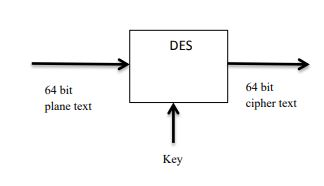 DES
64 bit
plane text
64 bit
cipher text
Key